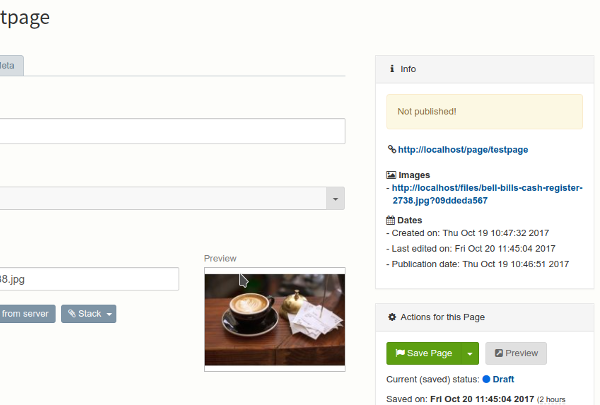 tpage
Meta
Info
Not published!
http://localhost/page/testpage
Images
- http://localhost/files/bell-bills-cash-register-
2738.jpg?09ddeda567
Dates
- Created on: Thu Oct 19 10:47:32 2017
- Last edited on: Fri Oct 20 11:45:04 2017
- Publication date: Thu Oct 19 10:46:51 2017
Preview
38.jpg
from server
Stack
Actions for this Page
Save Page
Preview
Current (saved) status: Draft
Saved on: Fri Oct 20 11:45:04 2017 (2 hours